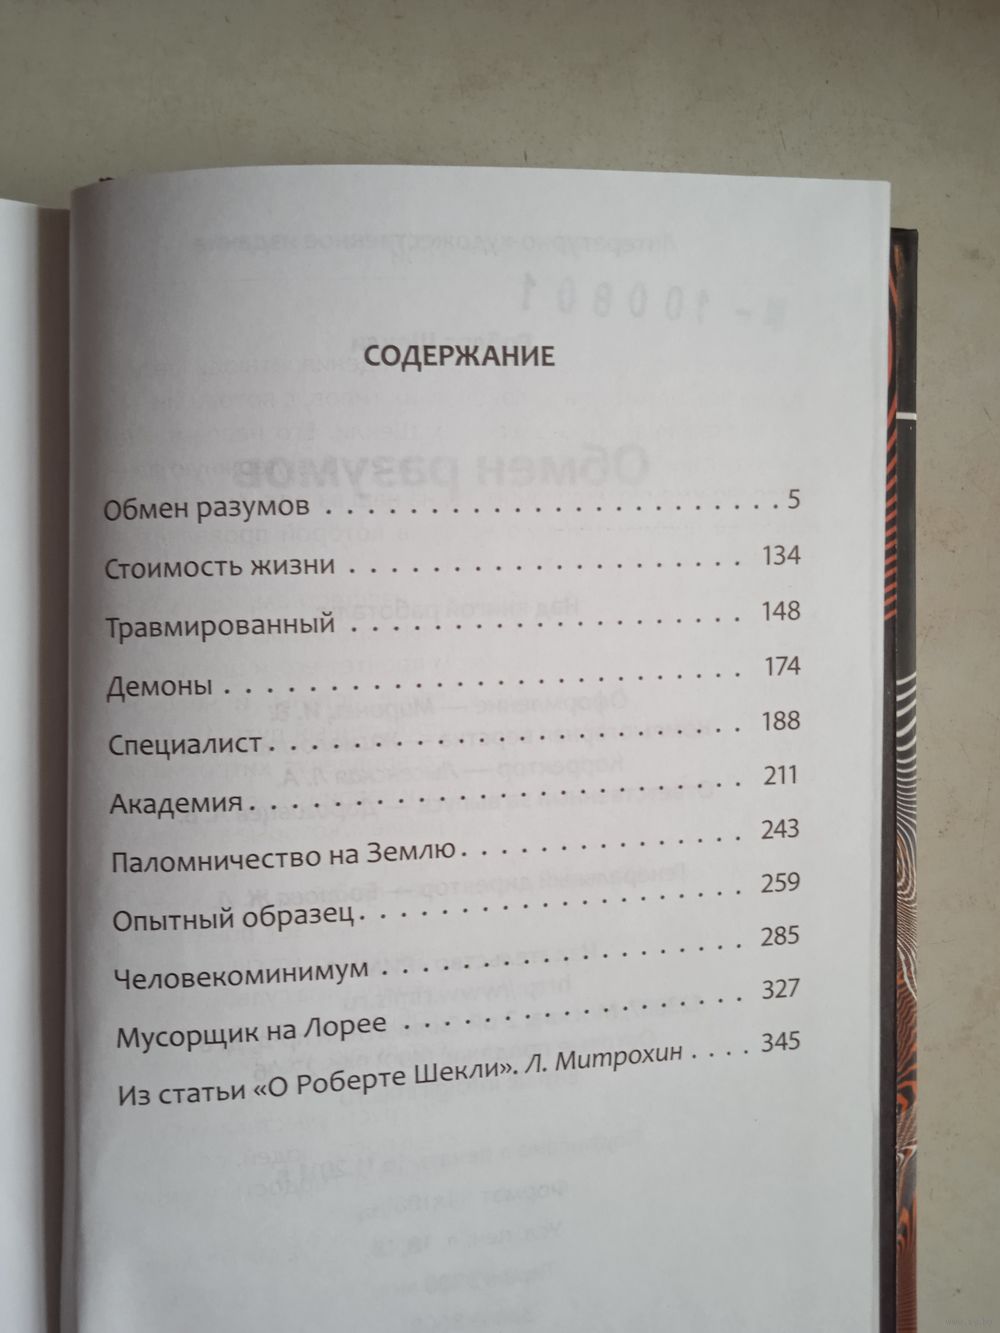 СОДЕРЖАНИЕ
Обмен разумов . . . . . . . . . . . . . . . . . . . . . . 5
Стоимость жизни . . . . . . . . . . . . . . . . 134
Травмированный . . . . . . . . . . . . . . . . 148
Демоны . . . . . . . . . . . . . . . . . . . . . 174
Специалист . . . . . . . . . . . . . . . . . . . 188
Академия . . . . . . . . . . . . . . . . . . . . 211
Паломничество на Землю . . . . . . . . . . . 243
Опытный образец . . . . . . . . . . . . . . . 259
Человекоминимум . . . . . . . . . . . . . . . 285
Мусорщик на Лорее . . . . . . . . . . . . . . 327
Из статьи «О Роберте Шекли». Л. Митрохин . . . . 345